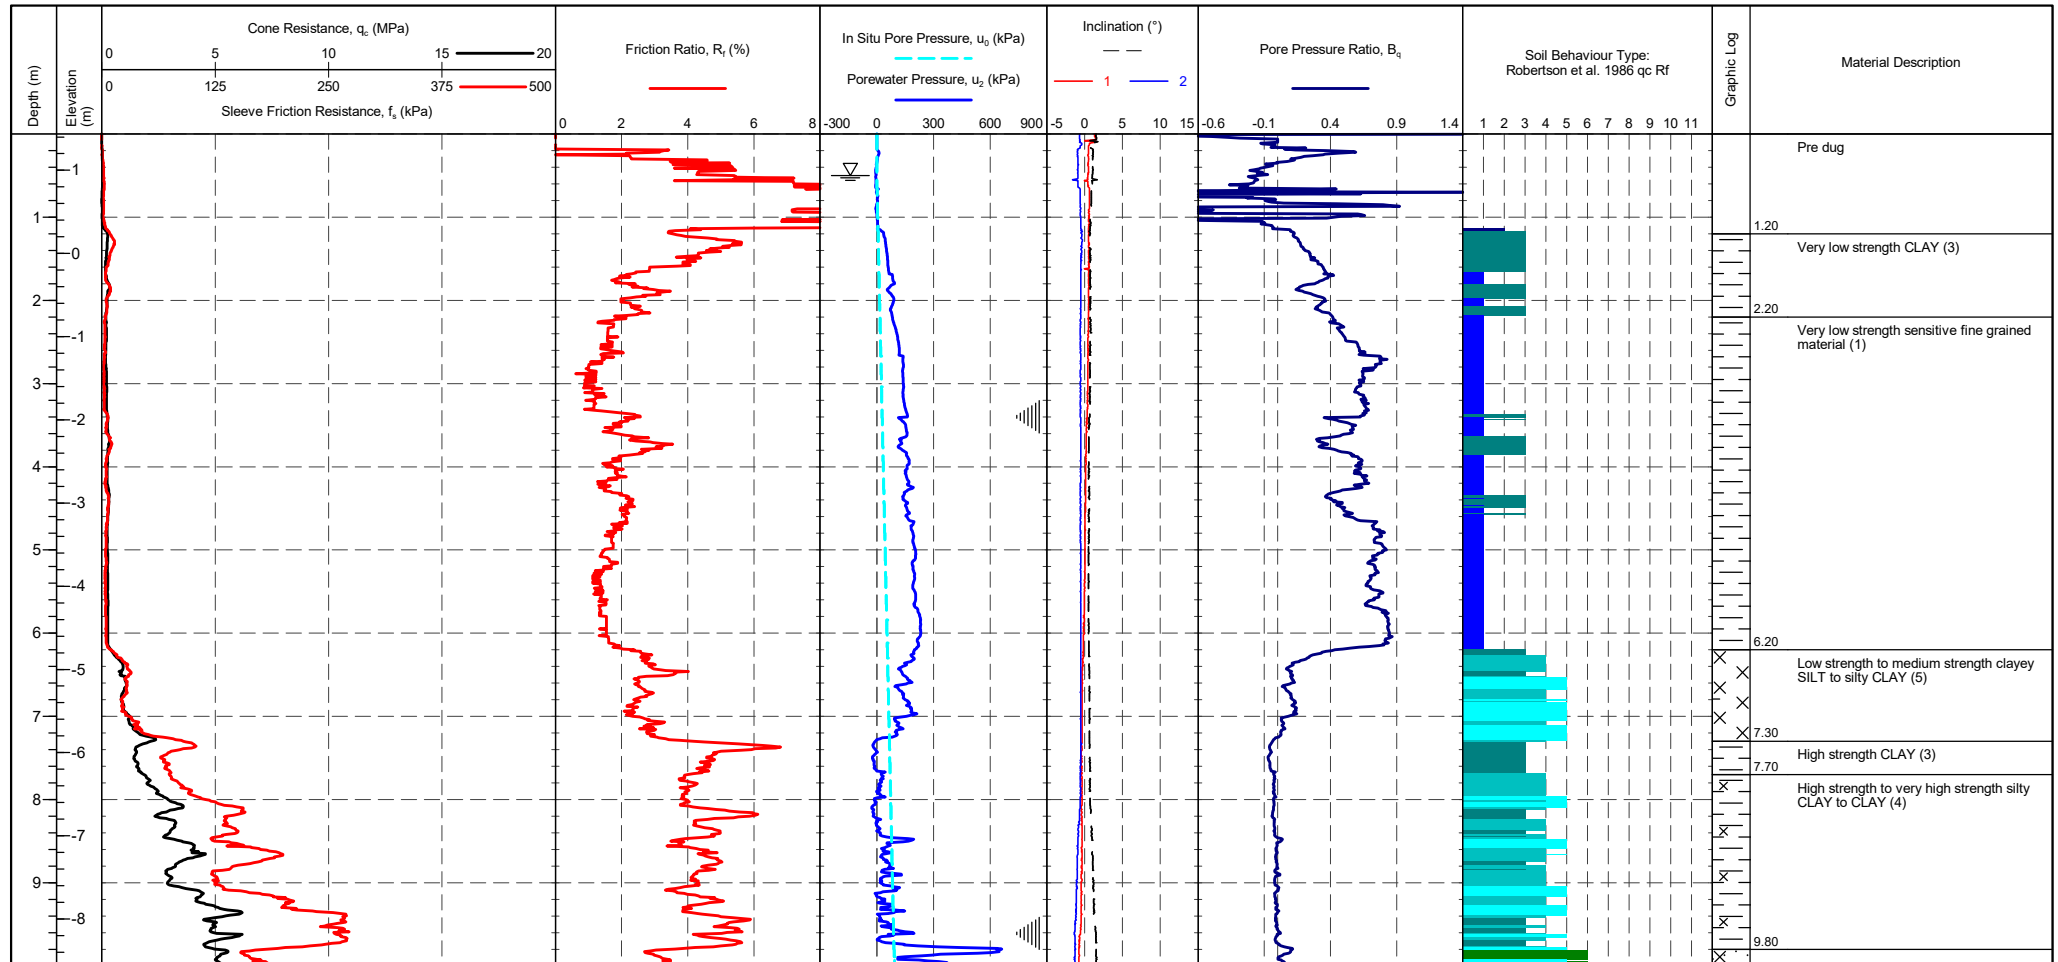 Depth (m)
Elevation (m)
Cone Resistance, qc (MPa)
0 5 10 15 20
0 125 250 375 500
Sleeve Friction Resistance, fs (kPa)
Friction Ratio, Rf (%)
0 2 4 6 8
In Situ Pore Pressure, u0 (kPa)
Porewater Pressure, u2 (kPa)
-300 0 300 600 900
Inclination (°)
1 2
-5 0 5 10 15
Pore Pressure Ratio, Bq
-0.6 -0.1 0.4 0.9 1.4
Soil Behaviour Type:
Robertson et al. 1986 qc Rf
1 2 3 4 5 6 7 8 9 10 11
Graphic Log
Material Description
Pre dug
1
1
1.20
0
Very low strength CLAY (3)
2
2.20
-1
Very low strength sensitive fine grained
material (1)
3
-2
4
-3
5
-4
6
6.20
-5
Low strength to medium strength clayey
SILT to silty CLAY (5)
7
7.30
-6
High strength CLAY (3)
7.70
8
High strength to very high strength silty
CLAY to CLAY (4)
-7
9
-8
9.80